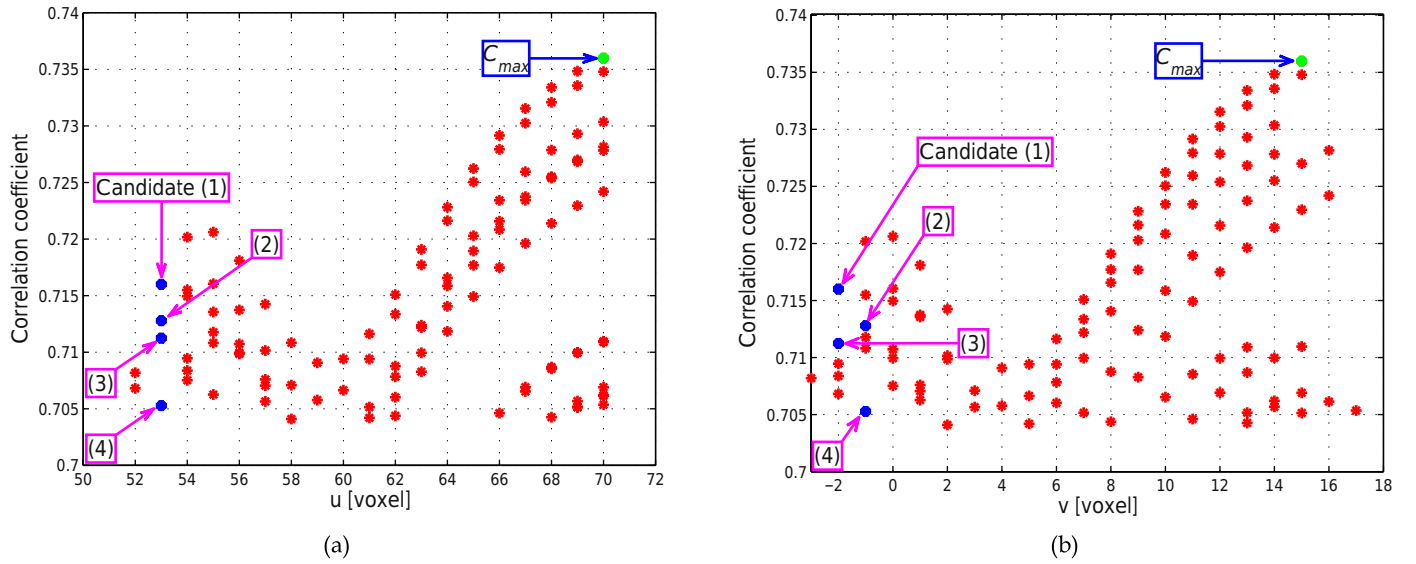 0.74
0.735
0.73
0.725
0.72
0.715
0.71
0.705
0.7
Correlation coefficient
C_max
Candidate (1)
(2)
(3)
(4)
50 52 54 56 58 60 62 64 66 68 70 72
u [voxel]
(a)
0.74
0.735
0.73
0.725
0.72
0.715
0.71
0.705
0.7
Correlation coefficient
C_max
Candidate (1)
(2)
(3)
(4)
−2 0 2 4 6 8 10 12 14 16 18
v [voxel]
(b)